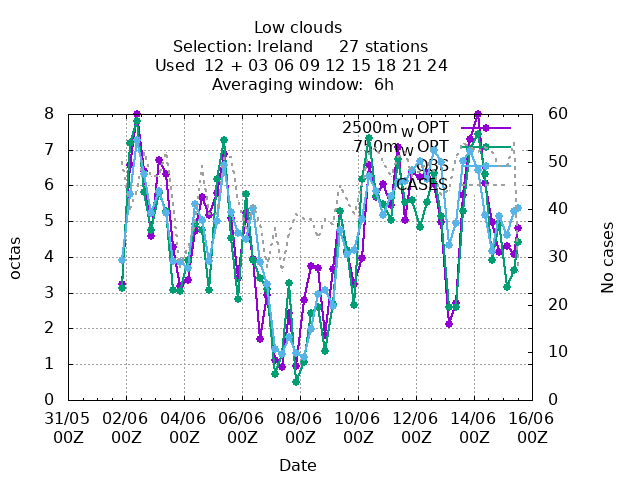 Low clouds
Selection: Ireland 27 stations
Used 12 + 03 06 09 12 15 18 21 24
Averaging window: 6h
2500m_W OPT
750m_W OPT
OBS
CASES
octas
No cases
8
7
6
5
4
3
2
1
0
60
50
40
30
20
10
0
31/05 02/06 04/06 06/06 08/06 10/06 12/06 14/06 16/06
00Z 00Z 00Z 00Z 00Z 00Z 00Z 00Z 00Z
Date